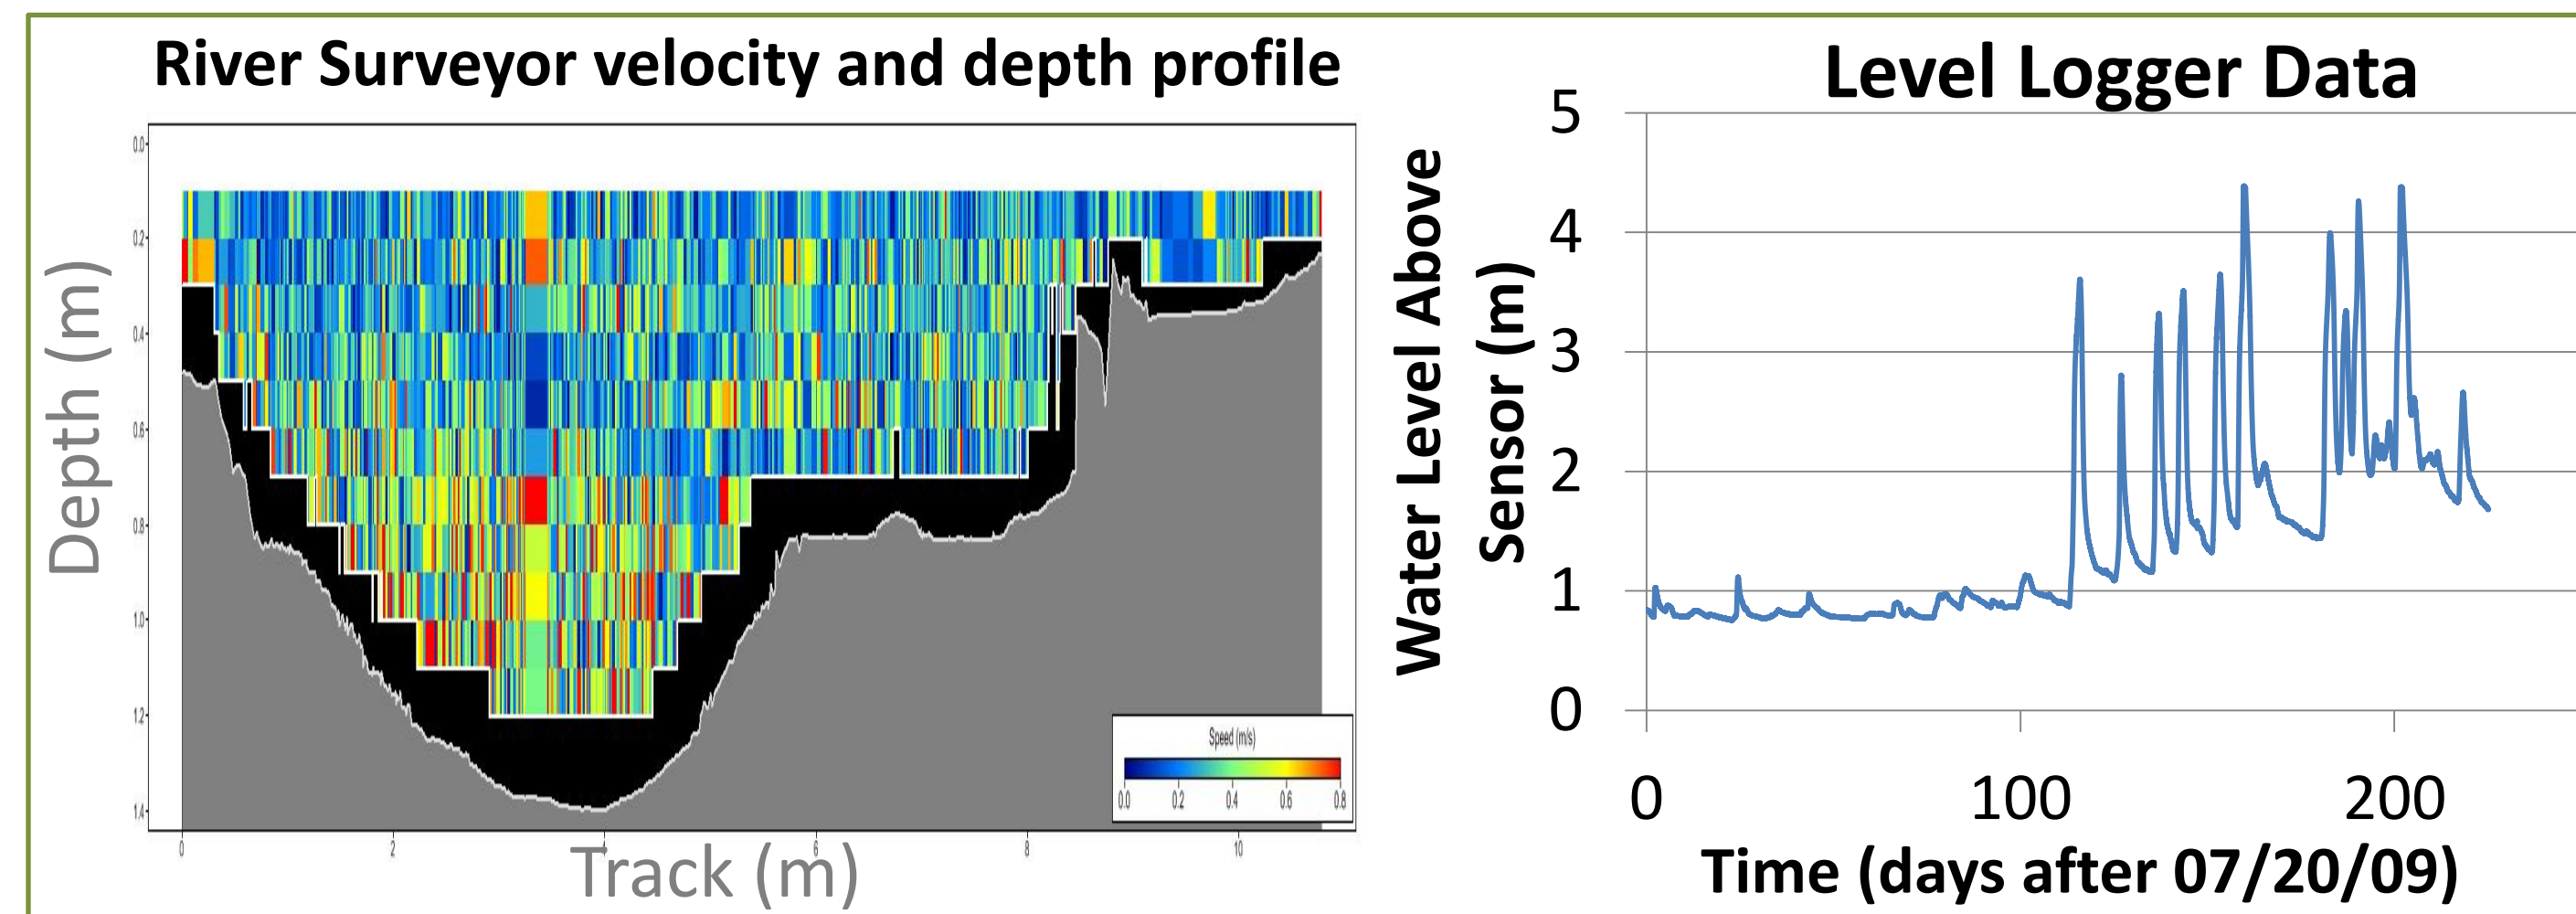 River Surveyor velocity and depth profile
Depth (m)
0.0
0.2
0.4
0.6
0.8
1.0
1.2
1.4
Speed (m/s)
0.0 0.2 0.4 0.6 0.8
0 2 4 6 8 10
Track (m)
Level Logger Data
Water Level Above
Sensor (m)
5
4
3
2
1
0
0 100 200
Time (days after 07/20/09)